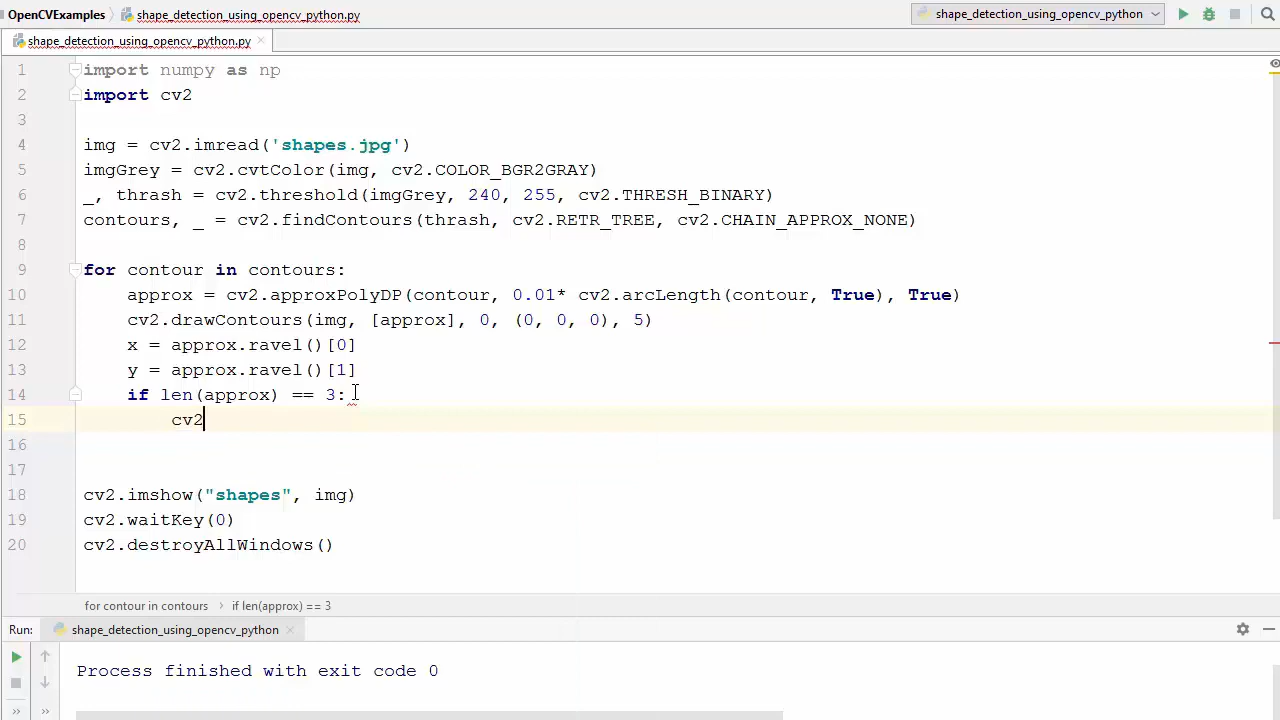 OpenCVExamples shape_detection_using_opencv_python.py shape_detection_using_opencv_python
shape_detection_using_opencv_python.py
1 import numpy as np
2 import cv2
3
4 img = cv2.imread('shapes.jpg')
5 imgGrey = cv2.cvtColor(img, cv2.COLOR_BGR2GRAY)
6 _, thrash = cv2.threshold(imgGrey, 240, 255, cv2.THRESH_BINARY)
7 contours, _ = cv2.findContours(thrash, cv2.RETR_TREE, cv2.CHAIN_APPROX_NONE)
8
9 for contour in contours:
10 approx = cv2.approxPolyDP(contour, 0.01* cv2.arcLength(contour, True), True)
11 cv2.drawContours(img, [approx], 0, (0, 0, 0), 5)
12 x = approx.ravel()[0]
13 y = approx.ravel()[1]
14 if len(approx) == 3:
15 cv2
16
17
18 cv2.imshow("shapes", img)
19 cv2.waitKey(0)
20 cv2.destroyAllWindows()
for contour in contours › if len(approx) == 3
Run: shape_detection_using_opencv_python
Process finished with exit code 0